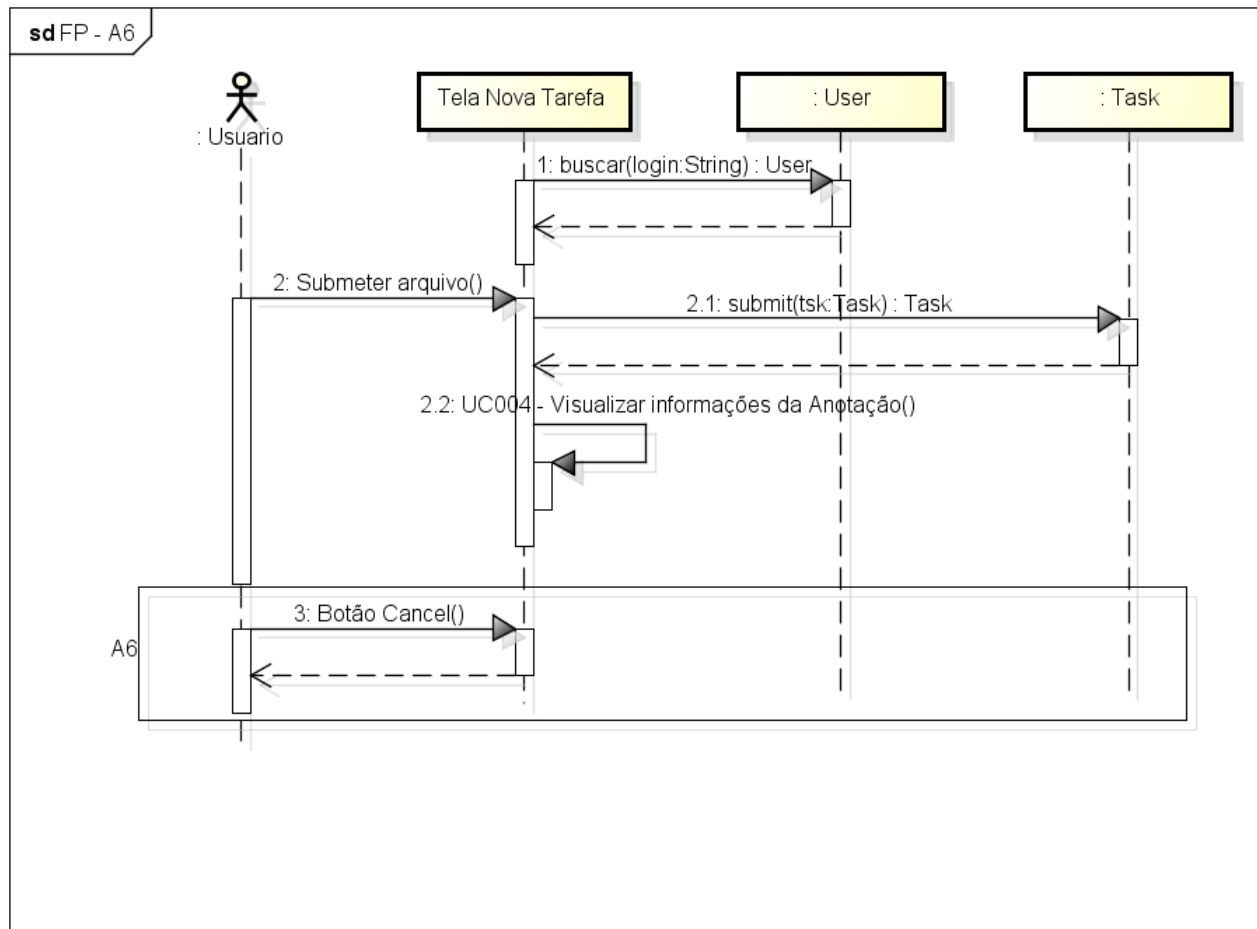 sd FP - A6
: Usuario
Tela Nova Tarefa
: User
: Task
1: buscar(login:String) : User
2: Submeter arquivo()
2.1: submit(tsk:Task) : Task
2.2: UC004 - Visualizar informações da Anotação()
3: Botão Cancel()
A6